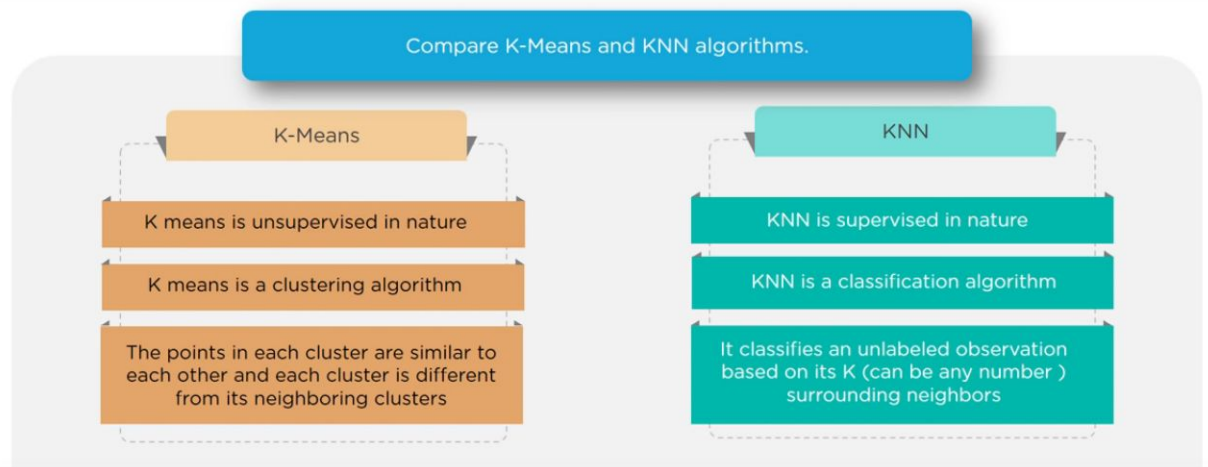 Compare K-Means and KNN algorithms.
K-Means
K means is unsupervised in nature
K means is a clustering algorithm
The points in each cluster are similar to
each other and each cluster is different
from its neighboring clusters
KNN
KNN is supervised in nature
KNN is a classification algorithm
It classifies an unlabeled observation
based on its K (can be any number )
surrounding neighbors